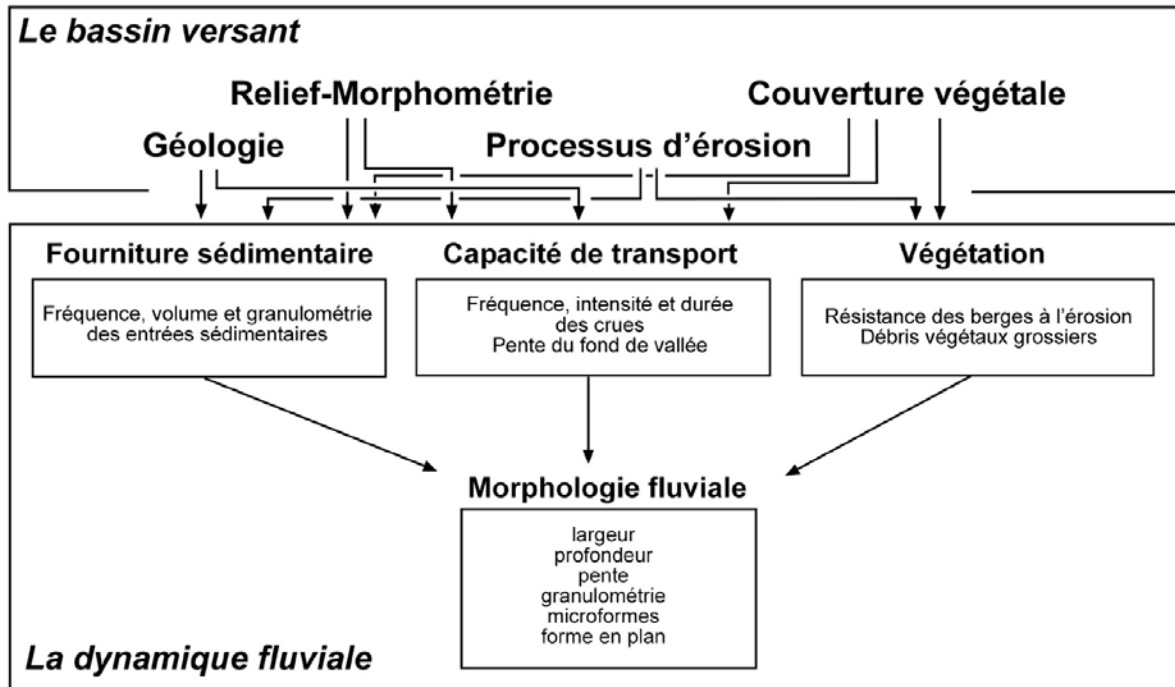 Le bassin versant
Relief-Morphométrie
Couverture végétale
Géologie
Processus d'érosion
Fourniture sédimentaire
Fréquence, volume et granulométrie
des entrées sédimentaires
Capacité de transport
Fréquence, intensité et durée
des crues
Pente du fond de vallée
Végétation
Résistance des berges à l'érosion
Débris végétaux grossiers
Morphologie fluviale
largeur
profondeur
pente
granulométrie
microformes
forme en plan
La dynamique fluviale